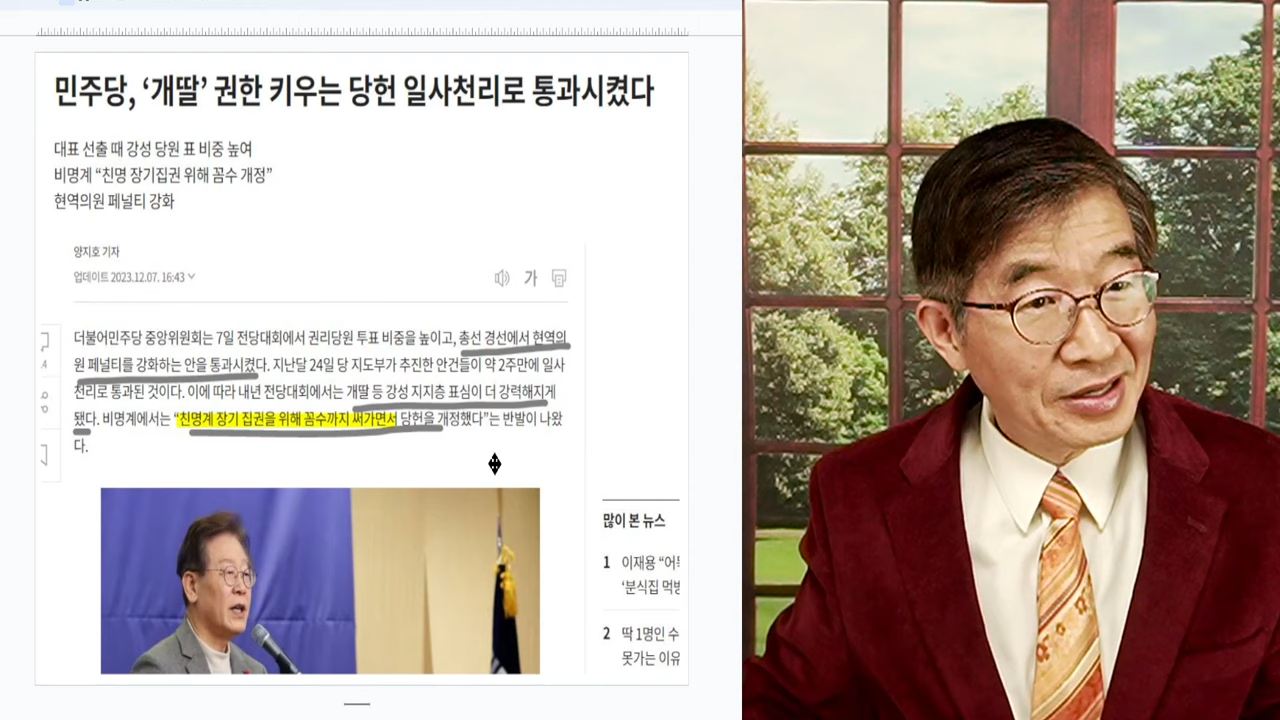 민주당, ‘개딸’ 권한 키우는 당헌 일사천리로 통과시켰다
대표 선출 때 강성 당원 표 비중 높여
비명계 “친명 장기집권 위해 꼼수 개정”
현역의원 페널티 강화
양지호 기자
업데이트 2023.12.07. 16:43
가
더불어민주당 중앙위원회는 7일 전당대회에서 권리당원 투표 비중을 높이고, 총선 경선에서 현역의
원 페널티를 강화하는 안을 통과시켰다. 지난달 24일 당 지도부가 추진한 안건들이 약 2주만에 일사
천리로 통과된 것이다. 이에 따라 내년 전당대회에서는 개딸 등 강성 지지층 표심이 더 강력해지게
됐다. 비명계에서는 “친명계 장기 집권을 위해 꼼수까지 써가면서 당헌을 개정했다”는 반발이 나왔
다.
많이 본 뉴스
1 이재용
‘분식집 먹방
2 딱 1명인 수
못가는 이유